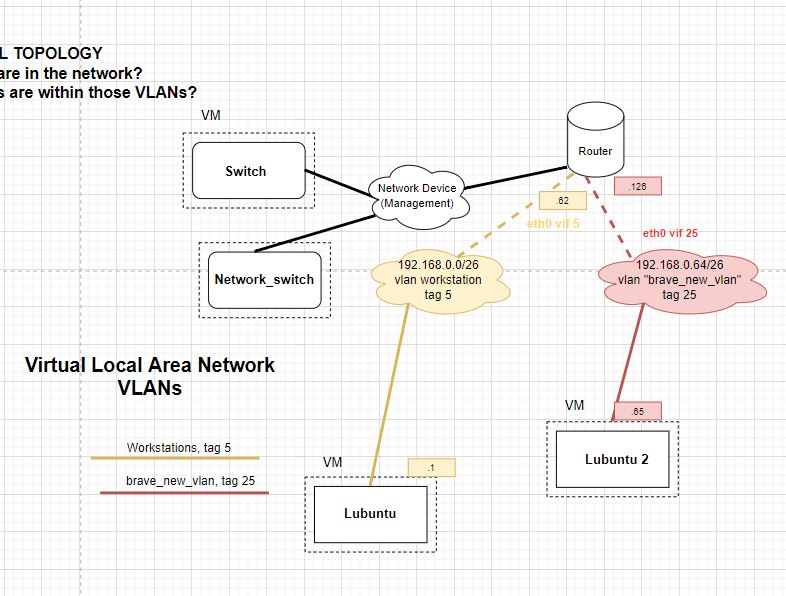 L TOPOLOGY
are in the network?
s are within those VLANs?
VM
Switch
Network Device
(Management)
Router
.62
.126
eth0 vif 5
eth0 vif 25
Network_switch
192.168.0.0/26
vlan workstation
tag 5
192.168.0.64/26
vlan "brave_new_vlan"
tag 25
Virtual Local Area Network
VLANs
Workstations, tag 5
brave_new_vlan, tag 25
VM
.65
Lubuntu 2
VM
.1
Lubuntu